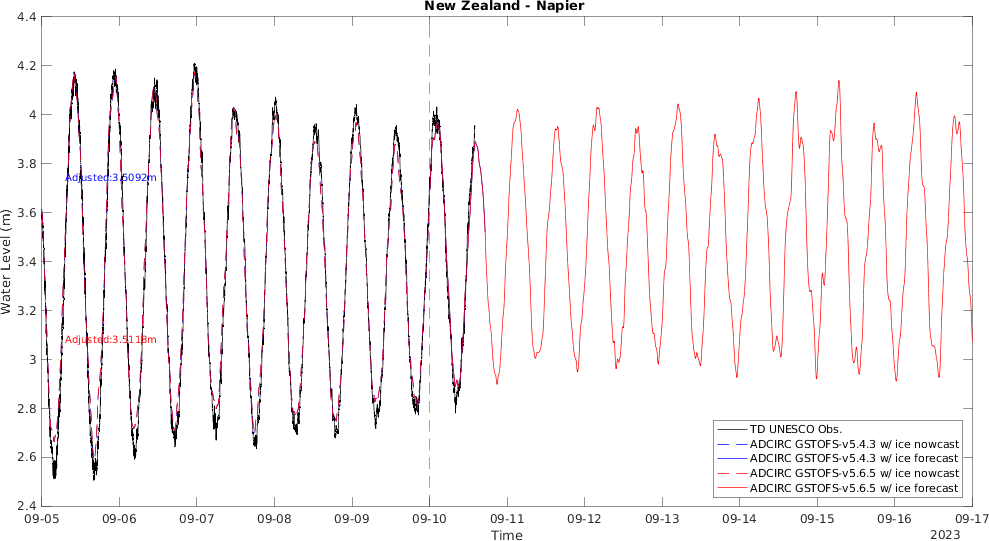 New Zealand - Napier
4.4
4.2
4
3.8
3.6
3.4
3.2
3
2.8
2.6
2.4
Water Level (m)
Adjusted:3.5092m
Adjusted:3.5118m
TD UNESCO Obs.
ADCIRC GSTOFS-v5.4.3 w/ ice nowcast
ADCIRC GSTOFS-v5.4.3 w/ ice forecast
ADCIRC GSTOFS-v5.6.5 w/ ice nowcast
ADCIRC GSTOFS-v5.6.5 w/ ice forecast
09-05 09-06 09-07 09-08 09-09 09-10 09-11 09-12 09-13 09-14 09-15 09-16 09-17
Time
2023